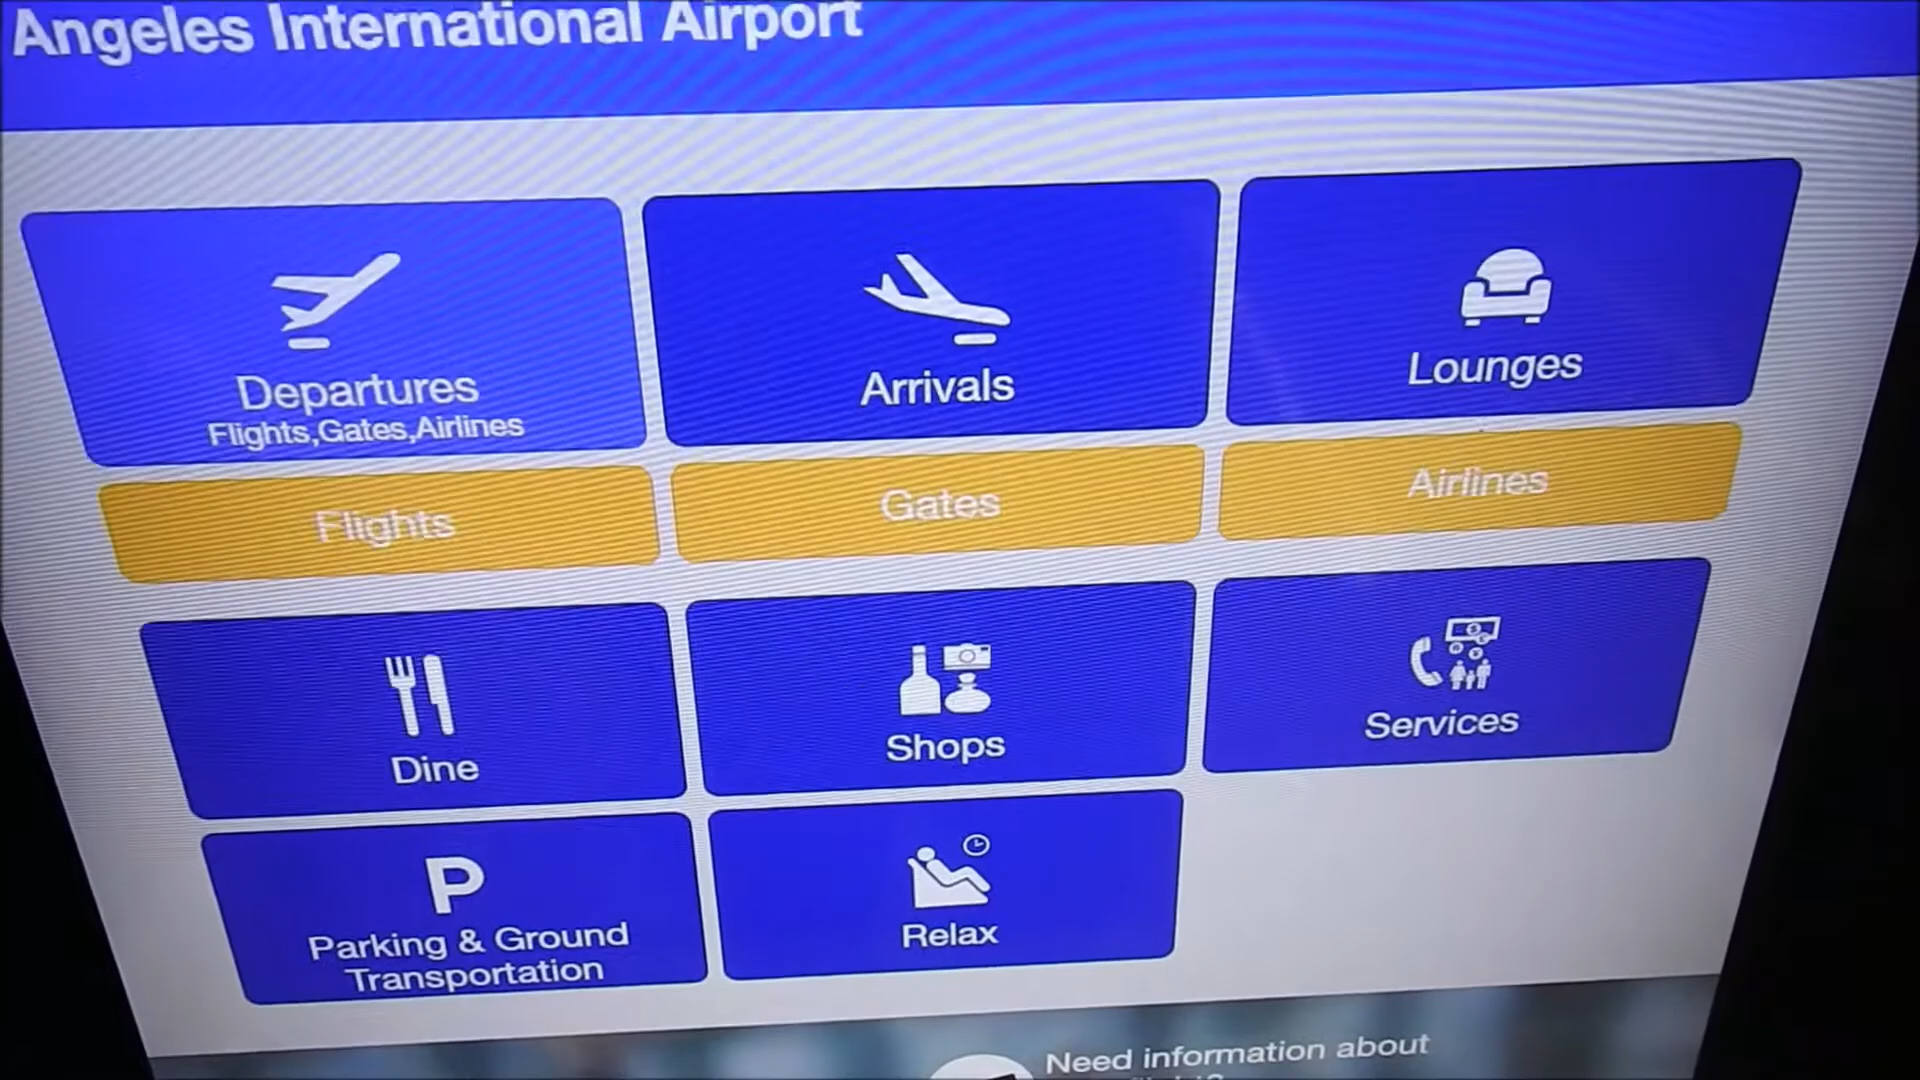 Angeles International Airport
Departures
Flights,Gates,Airlines
Arrivals
Lounges
Flights
Gates
Airlines
Dine
Shops
Services
P
Parking & Ground
Transportation
Relax
Need information about